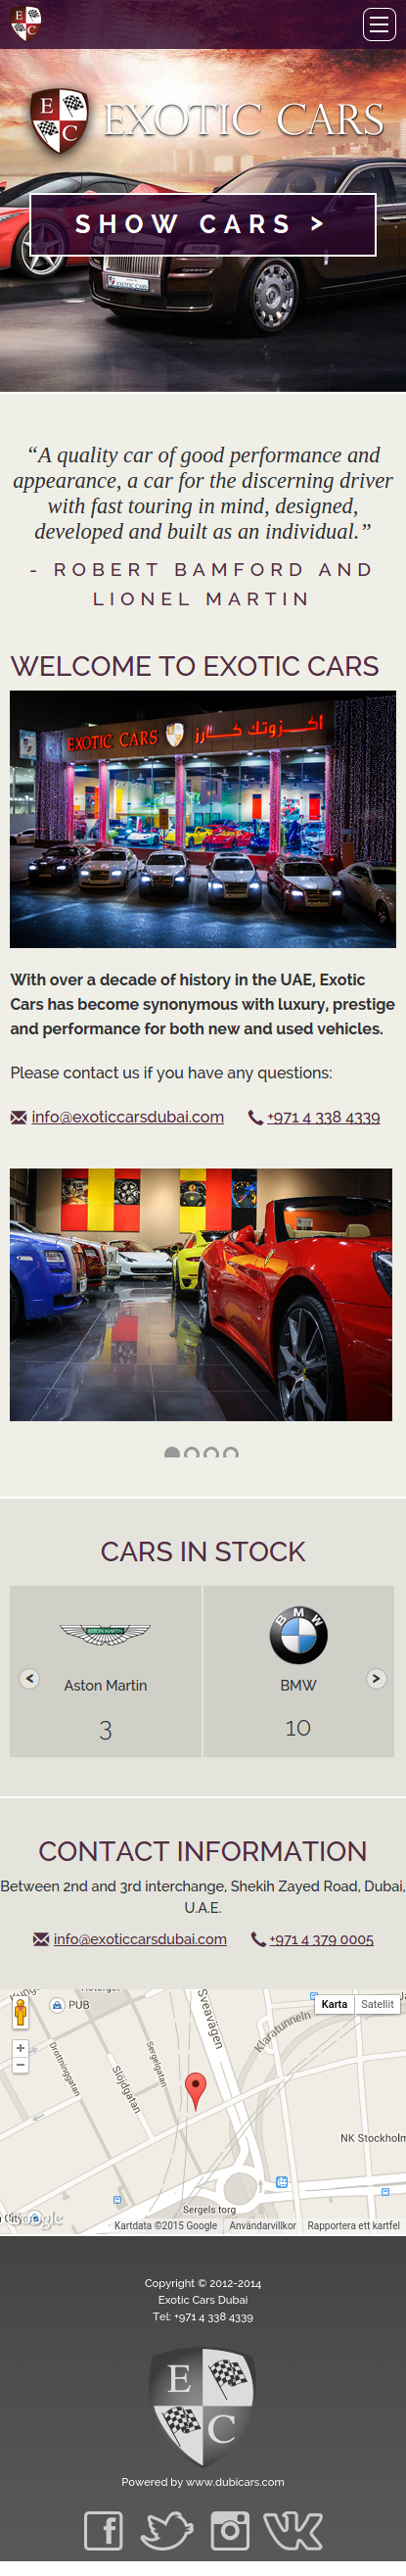 E
C
EXOTIC CARS
SHOW CARS >
EXOTIC CARS
“A quality car of good performance and
appearance, a car for the discerning driver
with fast touring in mind, designed,
developed and built as an individual.”
- ROBERT BAMFORD AND
LIONEL MARTIN
WELCOME TO EXOTIC CARS
EXOTIC CARS اكزوتك كارز
With over a decade of history in the UAE, Exotic
Cars has become synonymous with luxury, prestige
and performance for both new and used vehicles.
Please contact us if you have any questions:
info@exoticcarsdubai.com +971 4 338 4339
CARS IN STOCK
ASTON MARTIN
BMW
< >
Aston Martin BMW
3 10
CONTACT INFORMATION
Between 2nd and 3rd interchange, Shekih Zayed Road, Dubai,
U.A.E.
info@exoticcarsdubai.com +971 4 379 0005
PUB
Karta Satellit
+
−
Sveavägen
Klaratunneln
Drottninggatan
Slöjdgatan
Sergelgatan
NK Stockholm
Sergels torg
City
Google
Kartdata ©2015 Google Användarvillkor Rapportera ett kartfel
Copyright © 2012-2014
Exotic Cars Dubai
Tel: +971 4 338 4339
E
C
Powered by www.dubicars.com